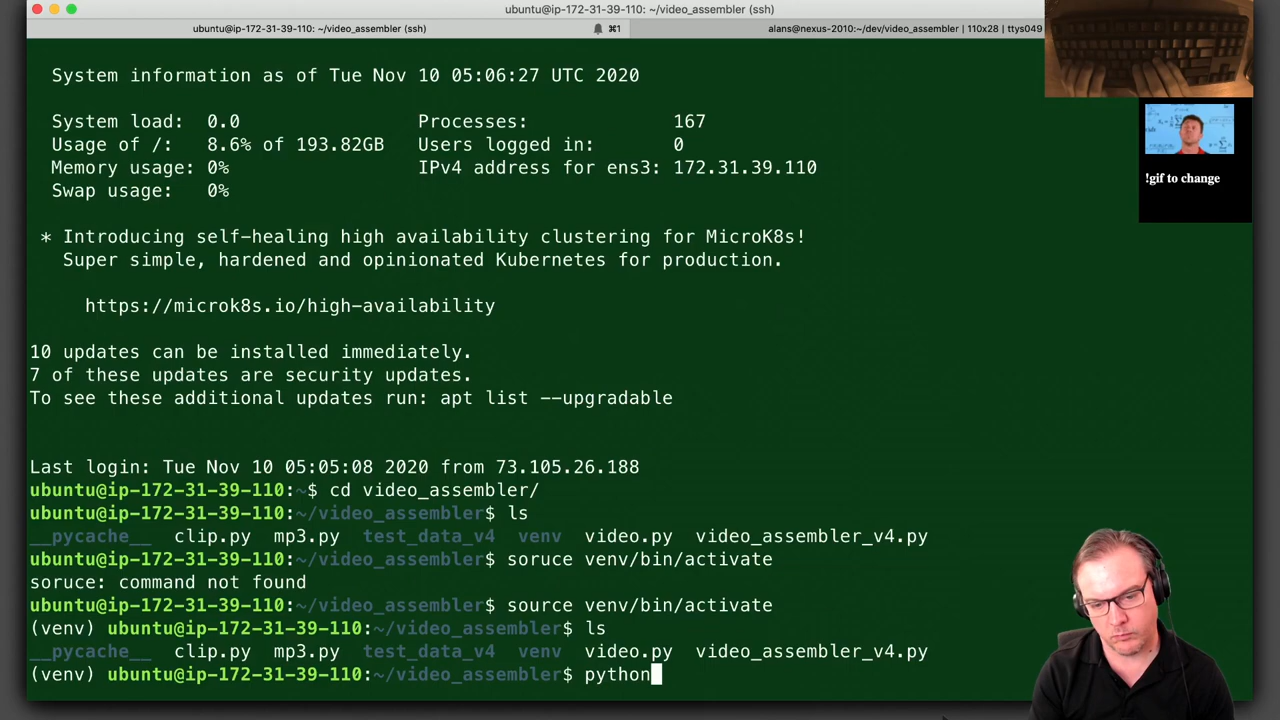 ubuntu@ip-172-31-39-110: ~/video_assembler (ssh)
ubuntu@ip-172-31-39-110: ~/video_assembler (ssh) ⌘1 alans@nexus-2010:~/dev/video_assembler | 110x28 | ttys049
System information as of Tue Nov 10 05:06:27 UTC 2020
System load: 0.0 Processes: 167
Usage of /: 8.6% of 193.82GB Users logged in: 0
Memory usage: 0% IPv4 address for ens3: 172.31.39.110
Swap usage: 0%
!gif to change
* Introducing self-healing high availability clustering for MicroK8s!
Super simple, hardened and opinionated Kubernetes for production.
https://microk8s.io/high-availability
10 updates can be installed immediately.
7 of these updates are security updates.
To see these additional updates run: apt list --upgradable
Last login: Tue Nov 10 05:05:08 2020 from 73.105.26.188
ubuntu@ip-172-31-39-110:~$ cd video_assembler/
ubuntu@ip-172-31-39-110:~/video_assembler$ ls
__pycache__ clip.py mp3.py test_data_v4 venv video.py video_assembler_v4.py
ubuntu@ip-172-31-39-110:~/video_assembler$ soruce venv/bin/activate
soruce: command not found
ubuntu@ip-172-31-39-110:~/video_assembler$ source venv/bin/activate
(venv) ubuntu@ip-172-31-39-110:~/video_assembler$ ls
__pycache__ clip.py mp3.py test_data_v4 venv video.py video_assembler_v4.py
(venv) ubuntu@ip-172-31-39-110:~/video_assembler$ python